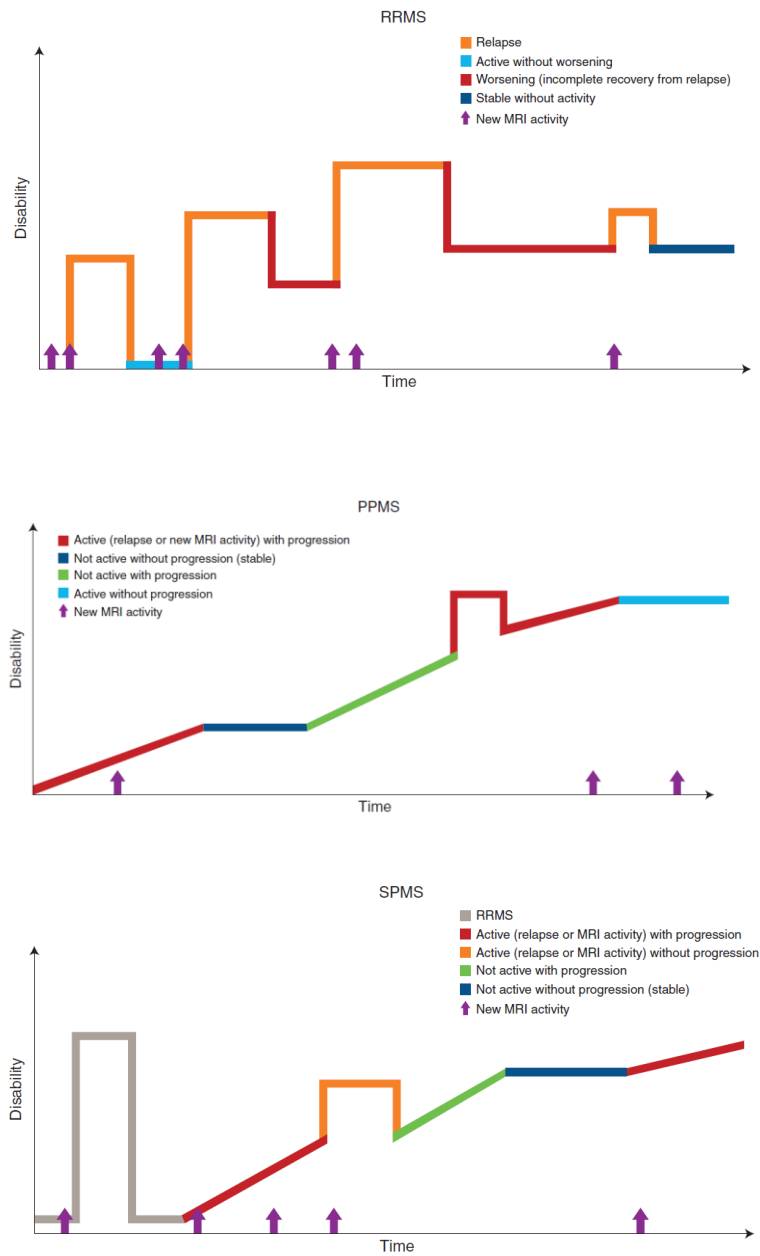 RRMS
Relapse
Active without worsening
Worsening (incomplete recovery from relapse)
Stable without activity
New MRI activity
Disability
Time
PPMS
Active (relapse or new MRI activity) with progression
Not active without progression (stable)
Not active with progression
Active without progression
New MRI activity
Disability
Time
SPMS
RRMS
Active (relapse or MRI activity) with progression
Active (relapse or MRI activity) without progression
Not active with progression
Not active without progression (stable)
New MRI activity
Disability
Time